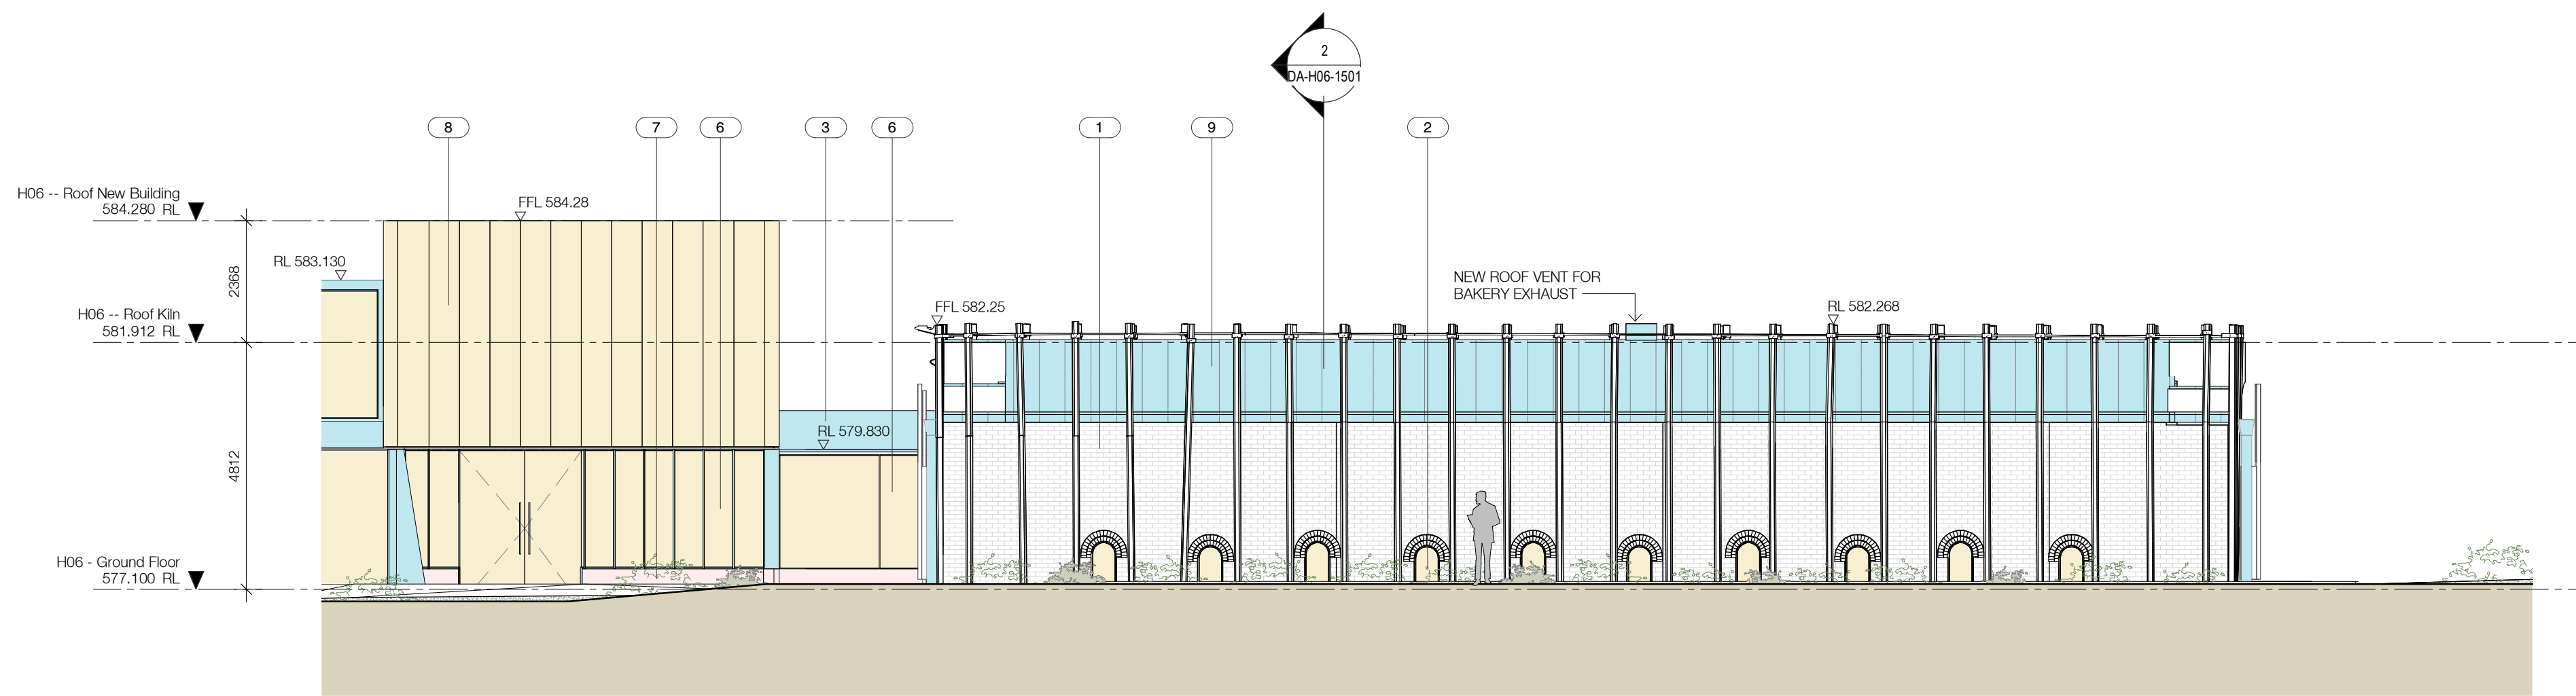 2
DA-H06-1501
8
7
6
3
6
1
9
2
H06 -- Roof New Building
584.280 RL
FFL 584.28
RL 583.130
2368
NEW ROOF VENT FOR
BAKERY EXHAUST
H06 -- Roof Kiln
581.912 RL
FFL 582.25
RL 582.268
RL 579.830
4812
H06 - Ground Floor
577.100 RL